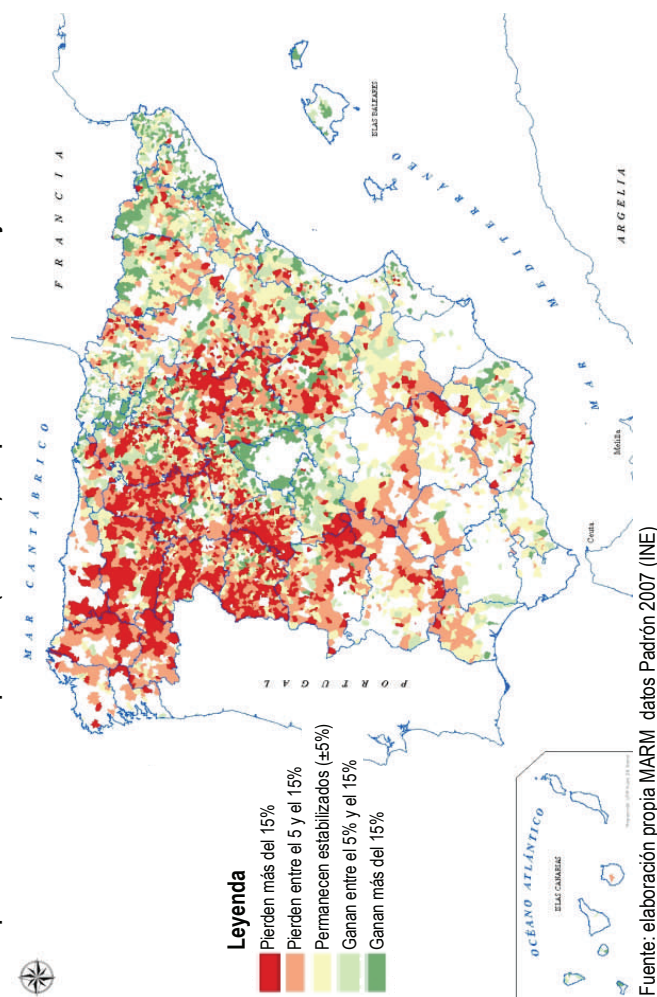 MAR CANTÁBRICO
FRANCIA
PORTUGAL
ISLAS BALEARES
MAR MEDITERRÁNEO
ARGELIA
Ceuta
Melilla
OCÉANO ATLÁNTICO
ISLAS CANARIAS
Leyenda
Pierden más del 15%
Pierden entre el 5 y el 15%
Permanecen estabilizados (±5%)
Ganan entre el 5% y el 15%
Ganan más del 15%
Fuente: elaboración propia MARM datos Padrón 2007 (INE)